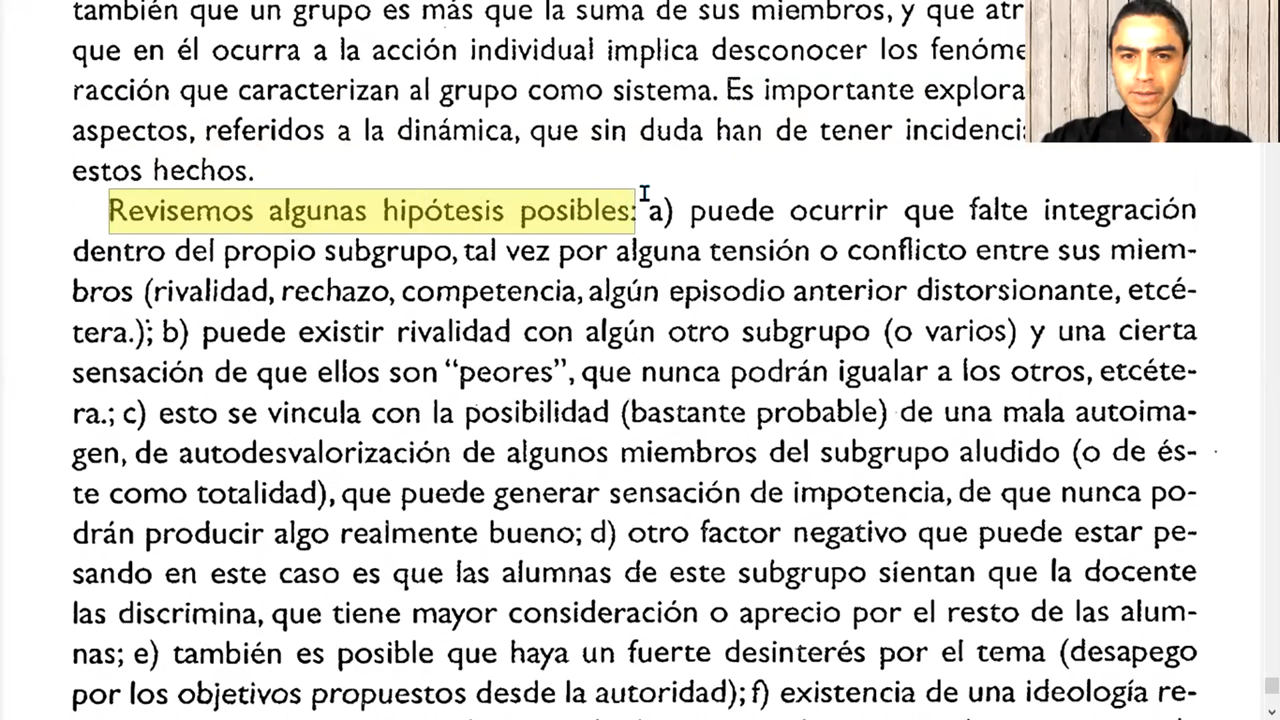 también que un grupo es más que la suma de sus miembros, y que atr
que en él ocurra a la acción individual implica desconocer los fenóme
racción que caracterizan al grupo como sistema. Es importante explora
aspectos, referidos a la dinámica, que sin duda han de tener incidenci
estos hechos.
Revisemos algunas hipótesis posibles: a) puede ocurrir que falte integración
dentro del propio subgrupo, tal vez por alguna tensión o conflicto entre sus miem-
bros (rivalidad, rechazo, competencia, algún episodio anterior distorsionante, etcé-
tera.); b) puede existir rivalidad con algún otro subgrupo (o varios) y una cierta
sensación de que ellos son “peores”, que nunca podrán igualar a los otros, etcéte-
ra.; c) esto se vincula con la posibilidad (bastante probable) de una mala autoima-
gen, de autodesvalorización de algunos miembros del subgrupo aludido (o de és-
te como totalidad), que puede generar sensación de impotencia, de que nunca po-
drán producir algo realmente bueno; d) otro factor negativo que puede estar pe-
sando en este caso es que las alumnas de este subgrupo sientan que la docente
las discrimina, que tiene mayor consideración o aprecio por el resto de las alum-
nas; e) también es posible que haya un fuerte desinterés por el tema (desapego
por los objetivos propuestos desde la autoridad); f) existencia de una ideología re-